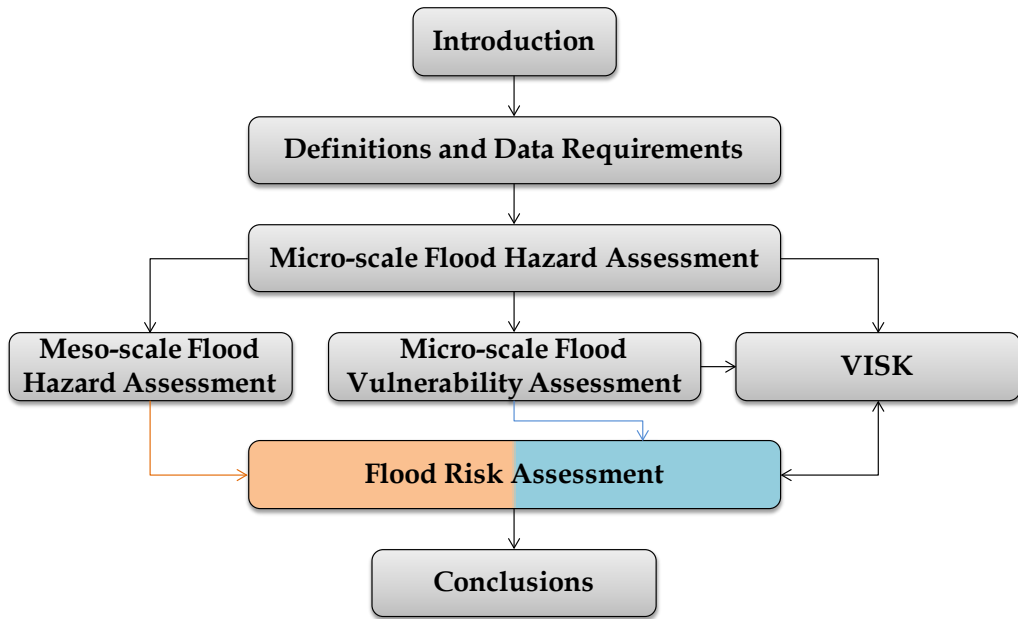 Introduction
Definitions and Data Requirements
Micro-scale Flood Hazard Assessment
Meso-scale Flood
Hazard Assessment
Micro-scale Flood
Vulnerability Assessment
VISK
Flood Risk Assessment
Conclusions